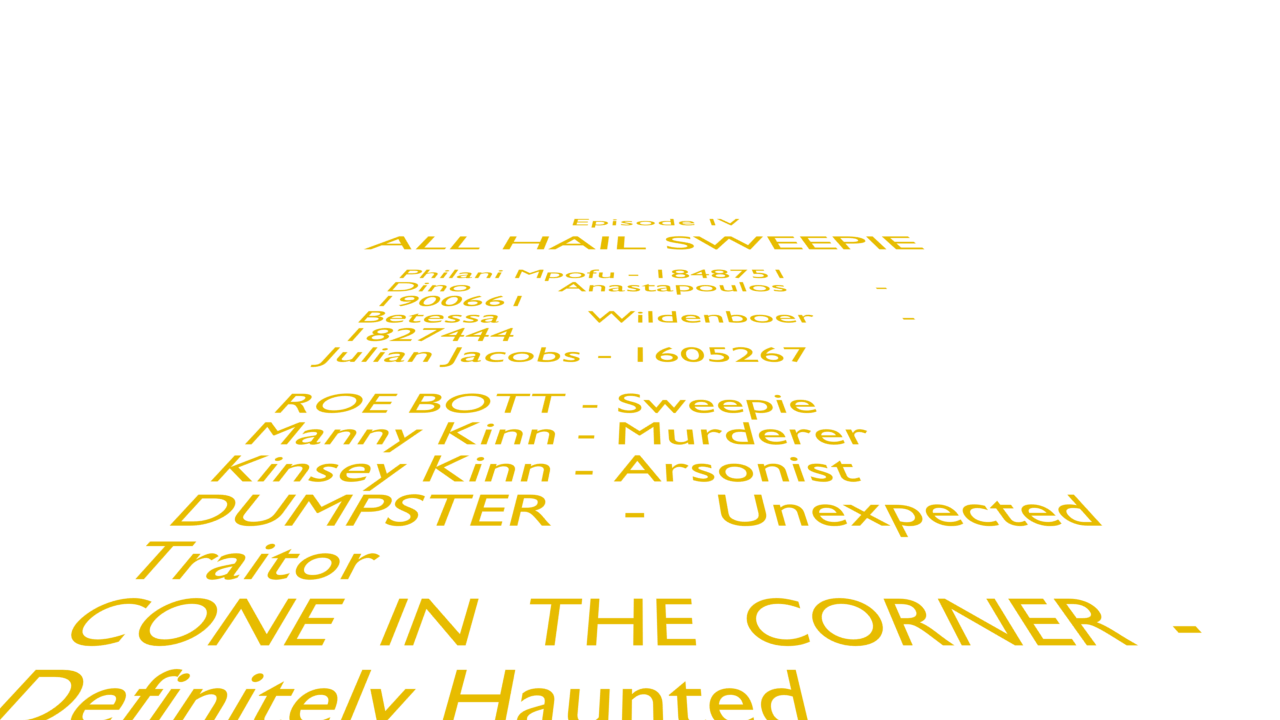 Episode IV
ALL HAIL SWEEPIE
Philani Mpofu - 1848751
Dino Anastapoulos -
1900661
Betessa Wildenboer -
1827444
Julian Jacobs - 1605267
ROE BOTT - Sweepie
Manny Kinn - Murderer
Kinsey Kinn - Arsonist
DUMPSTER - Unexpected
Traitor
CONE IN THE CORNER -
Definitely Haunted